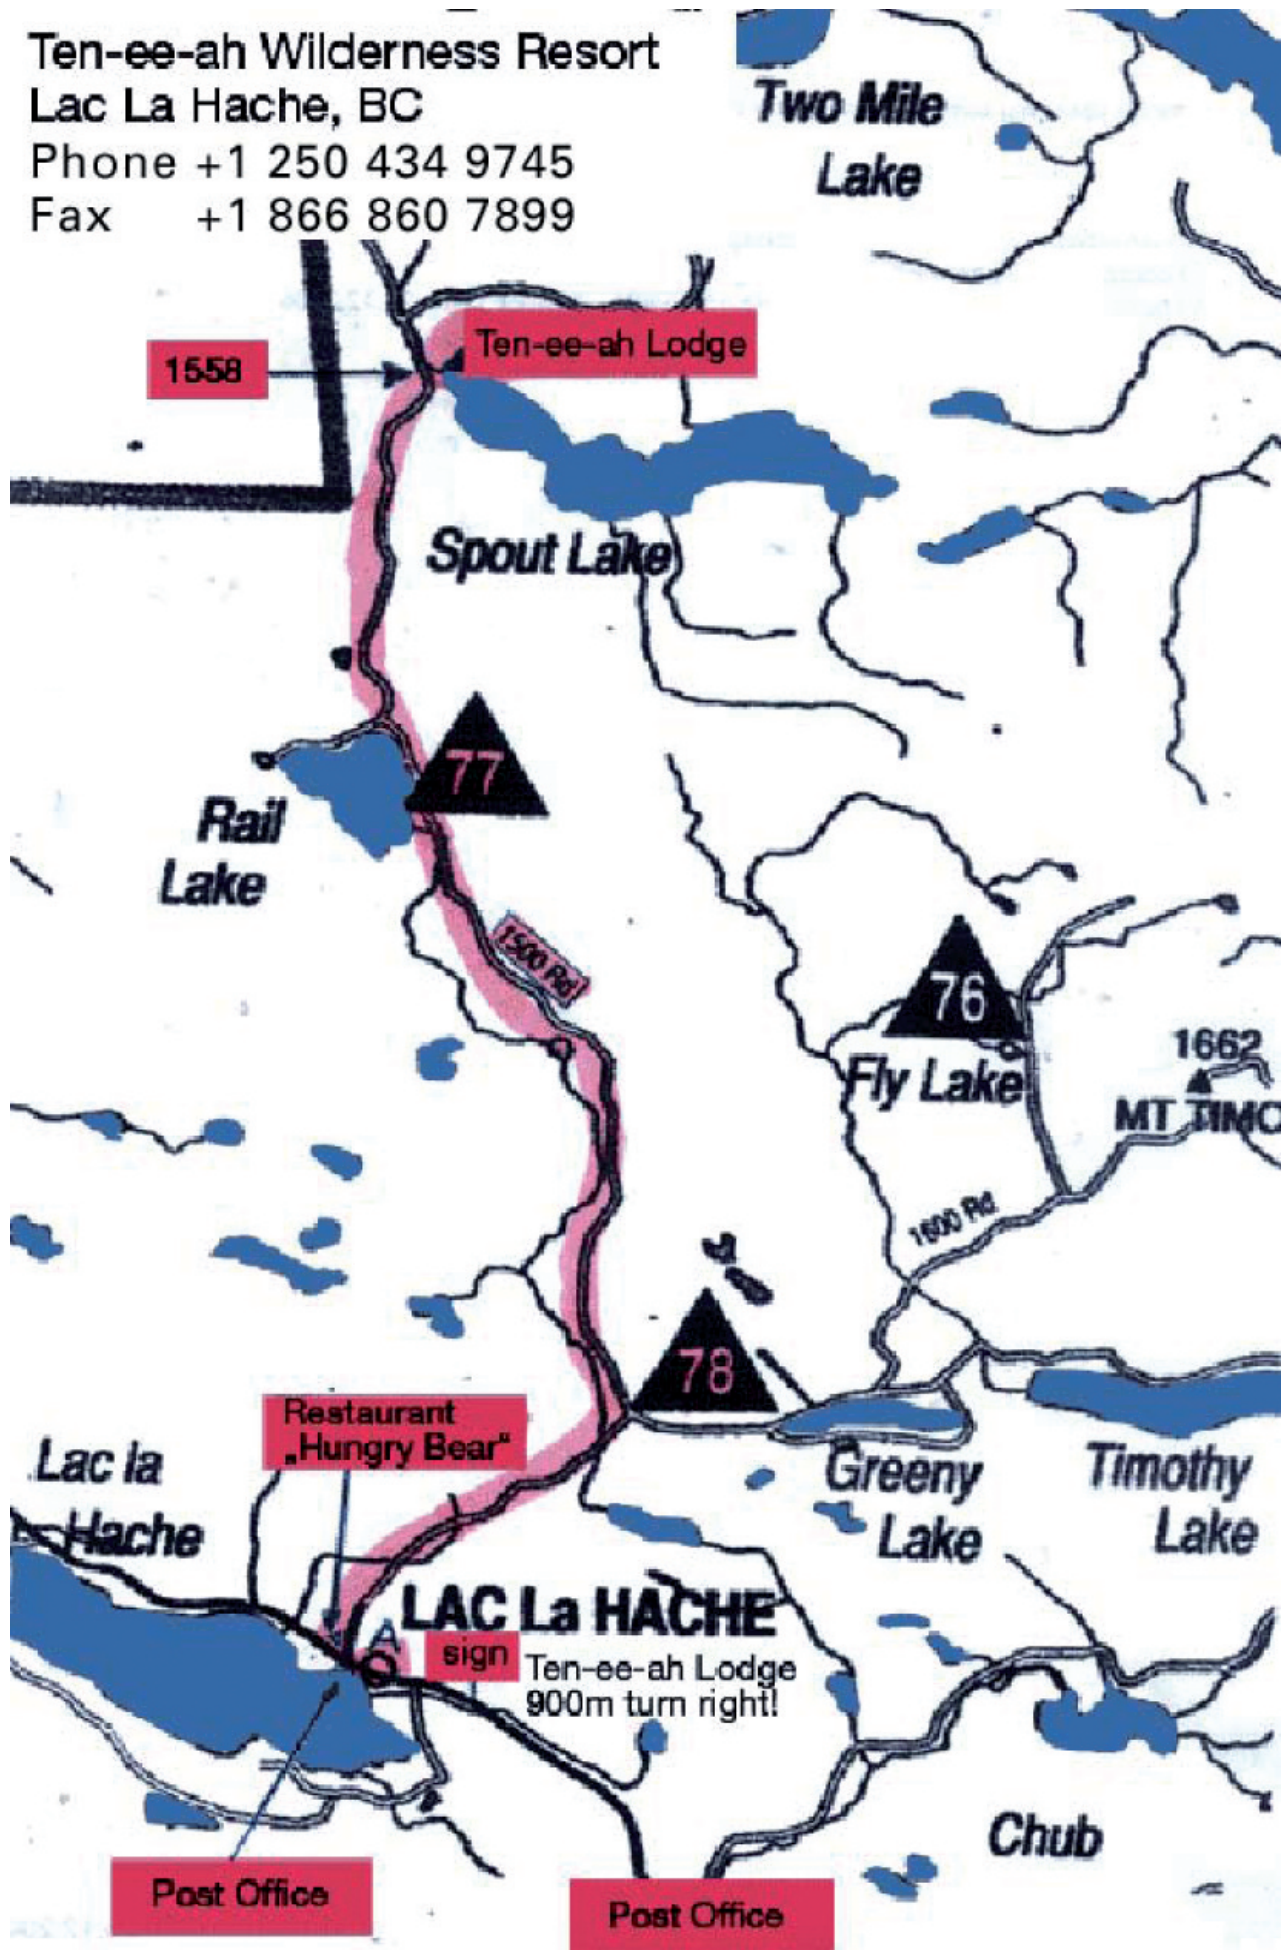 Ten-ee-ah Wilderness Resort
Lac La Hache, BC
Phone +1 250 434 9745
Fax +1 866 860 7899
Two Mile
Lake
Ten-ee-ah Lodge
1558
Spout Lake
77
Rail
Lake
1500 Rd
76
Fly Lake
1662
MT TIMO
1600 Rd
78
Restaurant
„Hungry Bear“
Lac la
Hache
Greeny
Lake
Timothy
Lake
LAC La HACHE
sign
Ten-ee-ah Lodge
900m turn right!
Chub
Post Office
Post Office